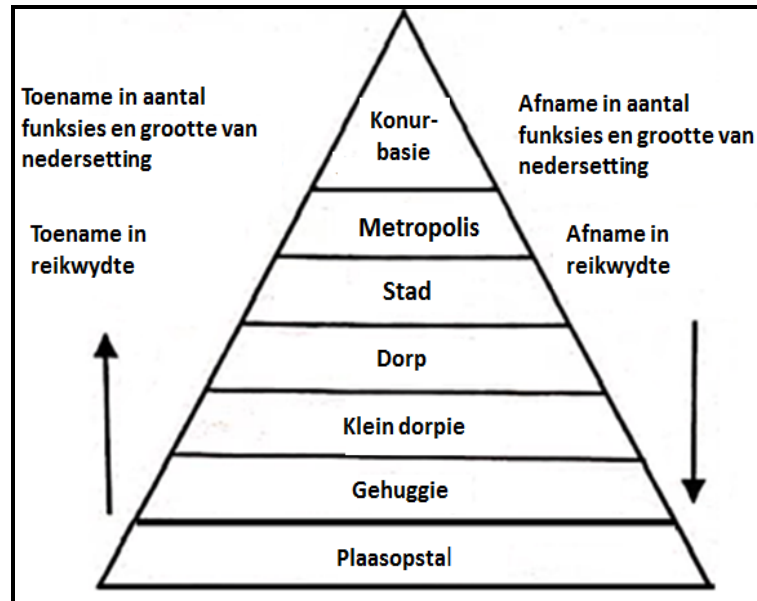 Toename in aantal
funksies en grootte van
nedersetting
Toename in
reikwydte
Konur-
basie
Metropolis
Stad
Dorp
Klein dorpie
Gehuggie
Plaasopstal
Afname in aantal
funksies en grootte van
nedersetting
Afname in
reikwydte